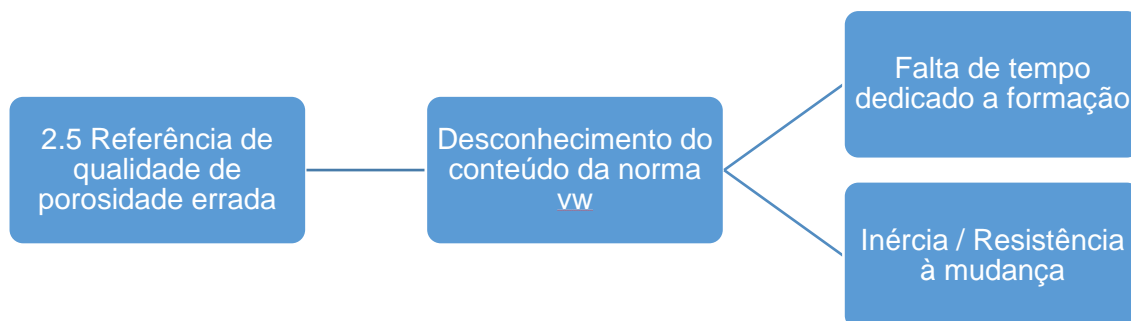 2.5 Referência de
qualidade de
porosidade errada
Desconhecimento do
conteúdo da norma
vw
Falta de tempo
dedicado a formação
Inércia / Resistência
à mudança